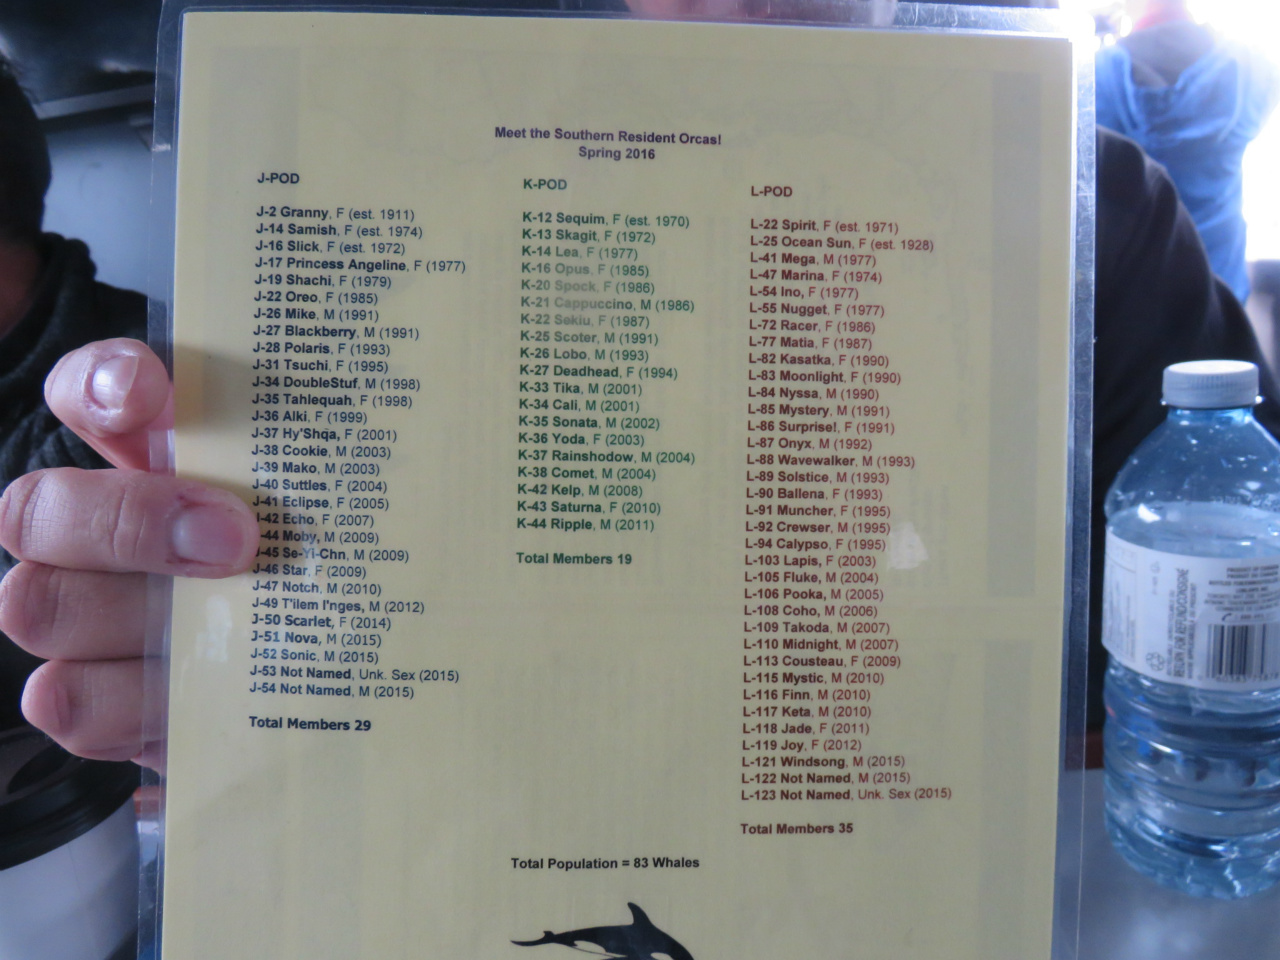 Meet the Southern Resident Orcas!
Spring 2016
J-POD
J-2 Granny, F (est. 1911)
J-14 Samish, F (est. 1974)
J-16 Slick, F (est. 1972)
J-17 Princess Angeline, F (1977)
J-19 Shachi, F (1979)
J-22 Oreo, F (1985)
J-26 Mike, M (1991)
J-27 Blackberry, M (1991)
J-28 Polaris, F (1993)
J-31 Tsuchi, F (1995)
J-34 DoubleStuf, M (1998)
J-35 Tahlequah, F (1998)
J-36 Alki, F (1999)
J-37 Hy'Shqa, F (2001)
J-38 Cookie, M (2003)
J-39 Mako, M (2003)
J-40 Suttles, F (2004)
J-41 Eclipse, F (2005)
J-42 Echo, F (2007)
-44 Moby, M (2009)
J-45 Se-Yi-Chn, M (2009)
J-46 Star, F (2009)
J-47 Notch, M (2010)
J-49 T'ilem I'nges, M (2012)
J-50 Scarlet, F (2014)
J-51 Nova, M (2015)
J-52 Sonic, M (2015)
J-53 Not Named, Unk. Sex (2015)
J-54 Not Named, M (2015)
Total Members 29
K-POD
K-12 Sequim, F (est. 1970)
K-13 Skagit, F (1972)
K-14 Lea, F (1977)
K-16 Opus, F (1985)
K-20 Spock, F (1986)
K-21 Cappuccino, M (1986)
K-22 Sekiu, F (1987)
K-25 Scoter, M (1991)
K-26 Lobo, M (1993)
K-27 Deadhead, F (1994)
K-33 Tika, M (2001)
K-34 Cali, M (2001)
K-35 Sonata, M (2002)
K-36 Yoda, F (2003)
K-37 Rainshodow, M (2004)
K-38 Comet, M (2004)
K-42 Kelp, M (2008)
K-43 Saturna, F (2010)
K-44 Ripple, M (2011)
Total Members 19
L-POD
L-22 Spirit, F (est. 1971)
L-25 Ocean Sun, F (est. 1928)
L-41 Mega, M (1977)
L-47 Marina, F (1974)
L-54 Ino, F (1977)
L-55 Nugget, F (1977)
L-72 Racer, F (1986)
L-77 Matia, F (1987)
L-82 Kasatka, F (1990)
L-83 Moonlight, F (1990)
L-84 Nyssa, M (1990)
L-85 Mystery, M (1991)
L-86 Surprise!, F (1991)
L-87 Onyx, M (1992)
L-88 Wavewalker, M (1993)
L-89 Solstice, M (1993)
L-90 Ballena, F (1993)
L-91 Muncher, F (1995)
L-92 Crewser, M (1995)
L-94 Calypso, F (1995)
L-103 Lapis, F (2003)
L-105 Fluke, M (2004)
L-106 Pooka, M (2005)
L-108 Coho, M (2006)
L-109 Takoda, M (2007)
L-110 Midnight, M (2007)
L-113 Cousteau, F (2009)
L-115 Mystic, M (2010)
L-116 Finn, M (2010)
L-117 Keta, M (2010)
L-118 Jade, F (2011)
L-119 Joy, F (2012)
L-121 Windsong, M (2015)
L-122 Not Named, M (2015)
L-123 Not Named, Unk. Sex (2015)
Total Members 35
Total Population = 83 Whales
RETURN FOR REFUND/CONSIGNE